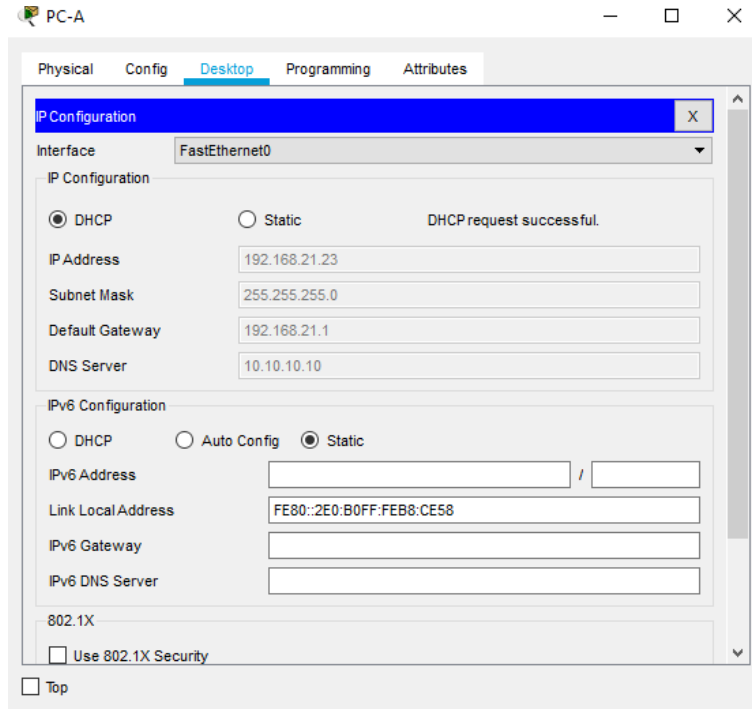 PC-A
Physical Config Desktop Programming Attributes
IP Configuration X
Interface FastEthernet0
IP Configuration
DHCP Static DHCP request successful.
IP Address 192.168.21.23
Subnet Mask 255.255.255.0
Default Gateway 192.168.21.1
DNS Server 10.10.10.10
IPv6 Configuration
DHCP Auto Config Static
IPv6 Address /
Link Local Address FE80::2E0:B0FF:FEB8:CE58
IPv6 Gateway
IPv6 DNS Server
802.1X
Use 802.1X Security
Top